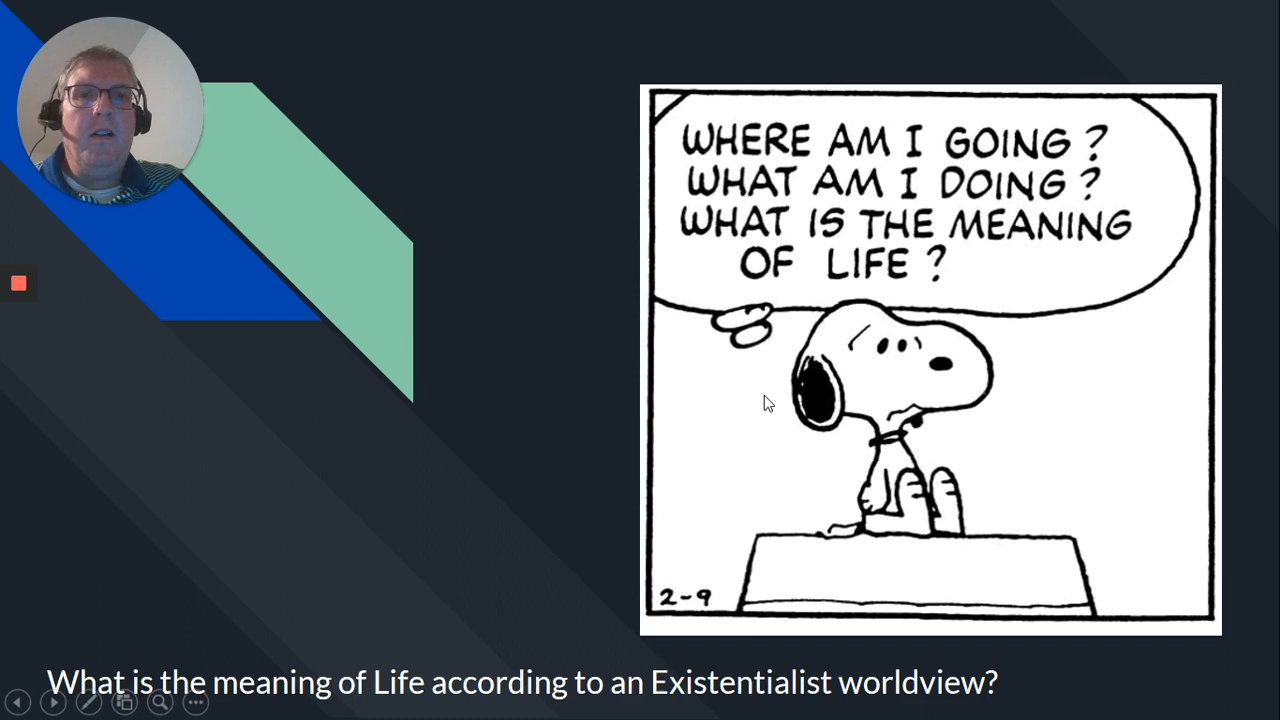 WHERE AM I GOING?
WHAT AM I DOING?
WHAT IS THE MEANING
OF LIFE?
2-9
What is the meaning of Life according to an Existentialist worldview?